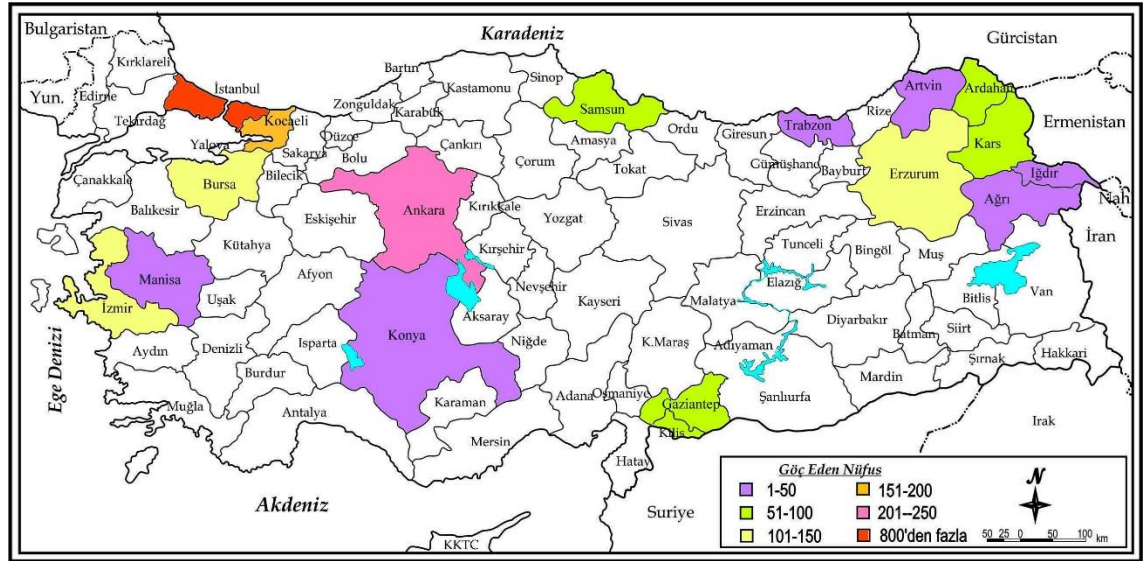 Bulgaristan
Karadeniz
Gürcistan
Kırklareli
Bartın
Kastamonu
Sinop
Artvin
Ardahan
Yun.
Edirne
İstanbul
Zonguldak
Karabük
Samsun
Rize
Ermenistan
Tekirdağ
Kocaeli
Düzce
Ordu
Giresun
Trabzon
Kars
Yalova
Sakarya
Bolu
Çankırı
Amasya
Çorum
Tokat
Gümüşhane
Bayburt
Erzurum
Iğdır
Çanakkale
Bursa
Bilecik
Ağrı
Nah.
Balıkesir
Eskişehir
Ankara
Kırıkkale
Yozgat
Sivas
Erzincan
Kütahya
Kırşehir
Tunceli
Bingöl
Muş
İran
Manisa
Afyon
Nevşehir
Kayseri
Elazığ
Uşak
Malatya
Bitlis
Van
İzmir
Aksaray
Ege Denizi
Aydın
Denizli
Isparta
Konya
Niğde
K.Maraş
Adıyaman
Diyarbakır
Batman
Siirt
Şırnak
Hakkari
Burdur
Mardin
Muğla
Antalya
Karaman
Adana
Osmaniye
Gaziantep
Şanlıurfa
Kilis
Mersin
Hatay
Irak
Akdeniz
Suriye
KKTC
Göç Eden Nüfus
1-50
51-100
101-150
151-200
201--250
800'den fazla
N
50 25 0 50 100 km